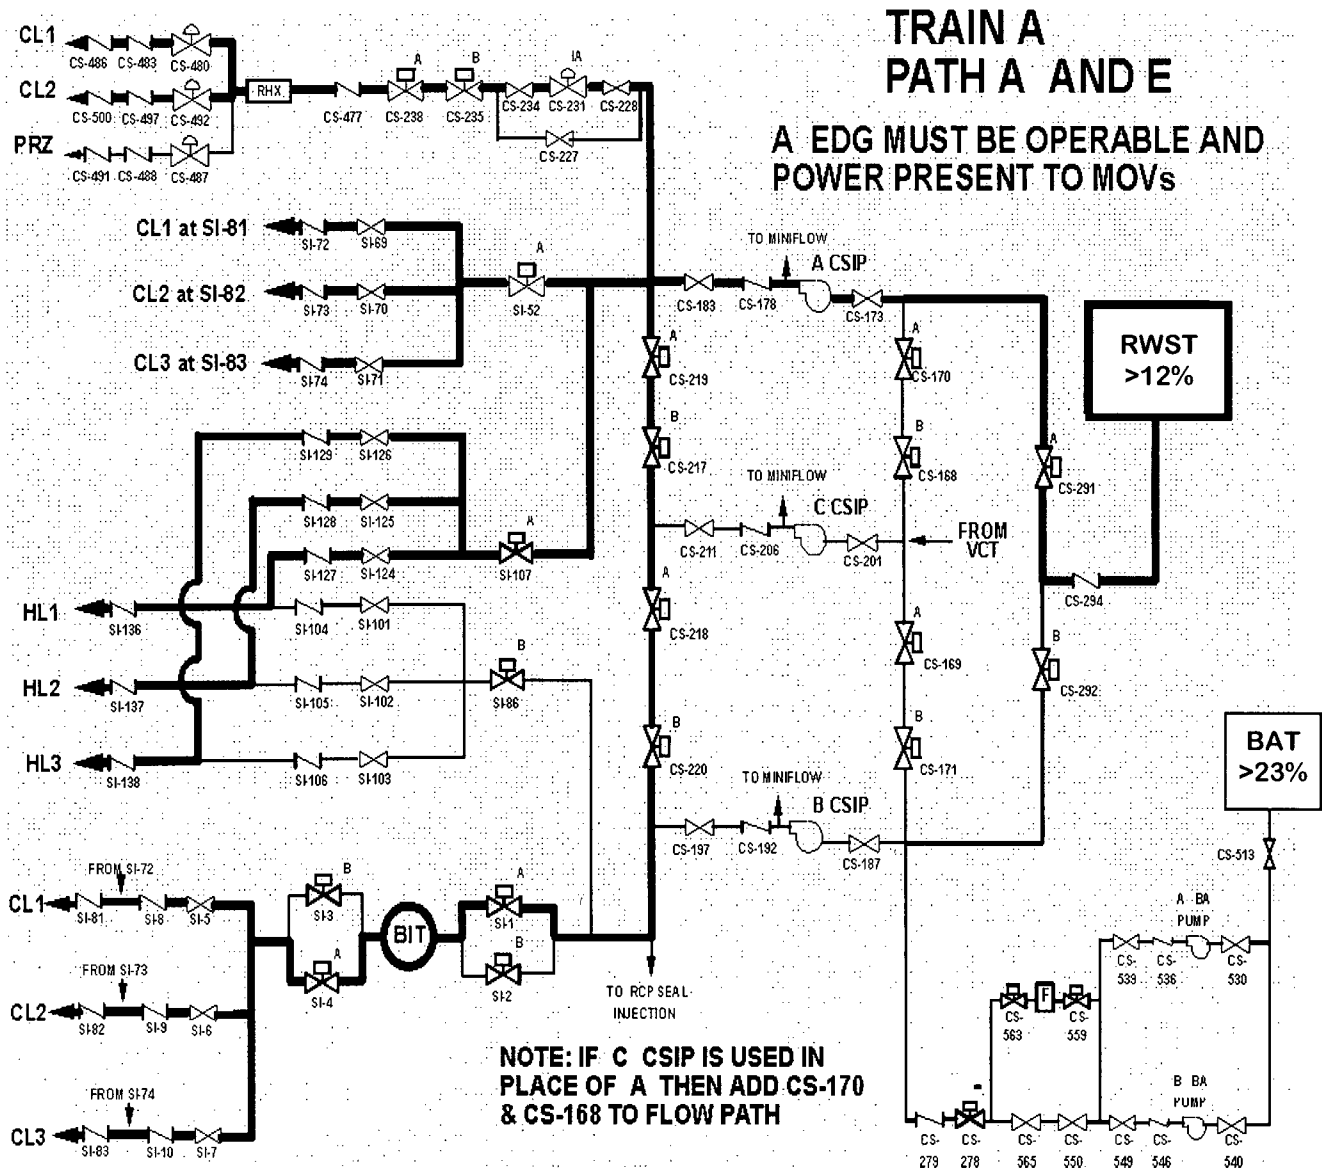 TRAIN A
PATH A AND E
A EDG MUST BE OPERABLE AND
POWER PRESENT TO MOVs
CL1
CS-486 CS-483 CS-480
CL2
CS-500 CS-497 CS-492
PRZ
CS-491 CS-488 CS-487
RHX
CS-477
A
CS-238
B
CS-235
CS-234
IA
CS-231
CS-228
CS-227
CL1 at SI-81
SI-72 SI-69
CL2 at SI-82
SI-73 SI-70
CL3 at SI-83
SI-74 SI-71
A
SI-52
CS-183
CS-178
TO MINIFLOW
A CSIP
CS-173
A
CS-219
B
CS-217
A
CS-170
B
CS-168
RWST
>12%
A
CS-291
CS-294
SI-129 SI-126
SI-128 SI-125
SI-127 SI-124
A
SI-107
TO MINIFLOW
C CSIP
CS-211 CS-206 CS-201
FROM
VCT
HL1
SI-136
SI-104 SI-101
HL2
SI-137
SI-105 SI-102
B
SI-86
HL3
SI-138
SI-106 SI-103
A
CS-218
B
CS-220
A
CS-169
B
CS-171
B
CS-292
TO MINIFLOW
B CSIP
CS-197 CS-192 CS-187
BAT
>23%
CS-513
FROM SI-72
CL1
SI-81 SI-8 SI-5
FROM SI-73
CL2
SI-82 SI-9 SI-6
FROM SI-74
CL3
SI-83 SI-10 SI-7
B
SI-3
A
SI-4
BIT
A
SI-1
B
SI-2
TO RCP SEAL
INJECTION
NOTE: IF C CSIP IS USED IN
PLACE OF A THEN ADD CS-170
& CS-168 TO FLOW PATH
A BA
PUMP
CS-
539
CS-
536
CS-
530
CS-
563
F
CS-
559
B BA
PUMP
CS-
279
CS-
278
CS-
565
CS-
550
CS-
549
CS-
546
CS-
540